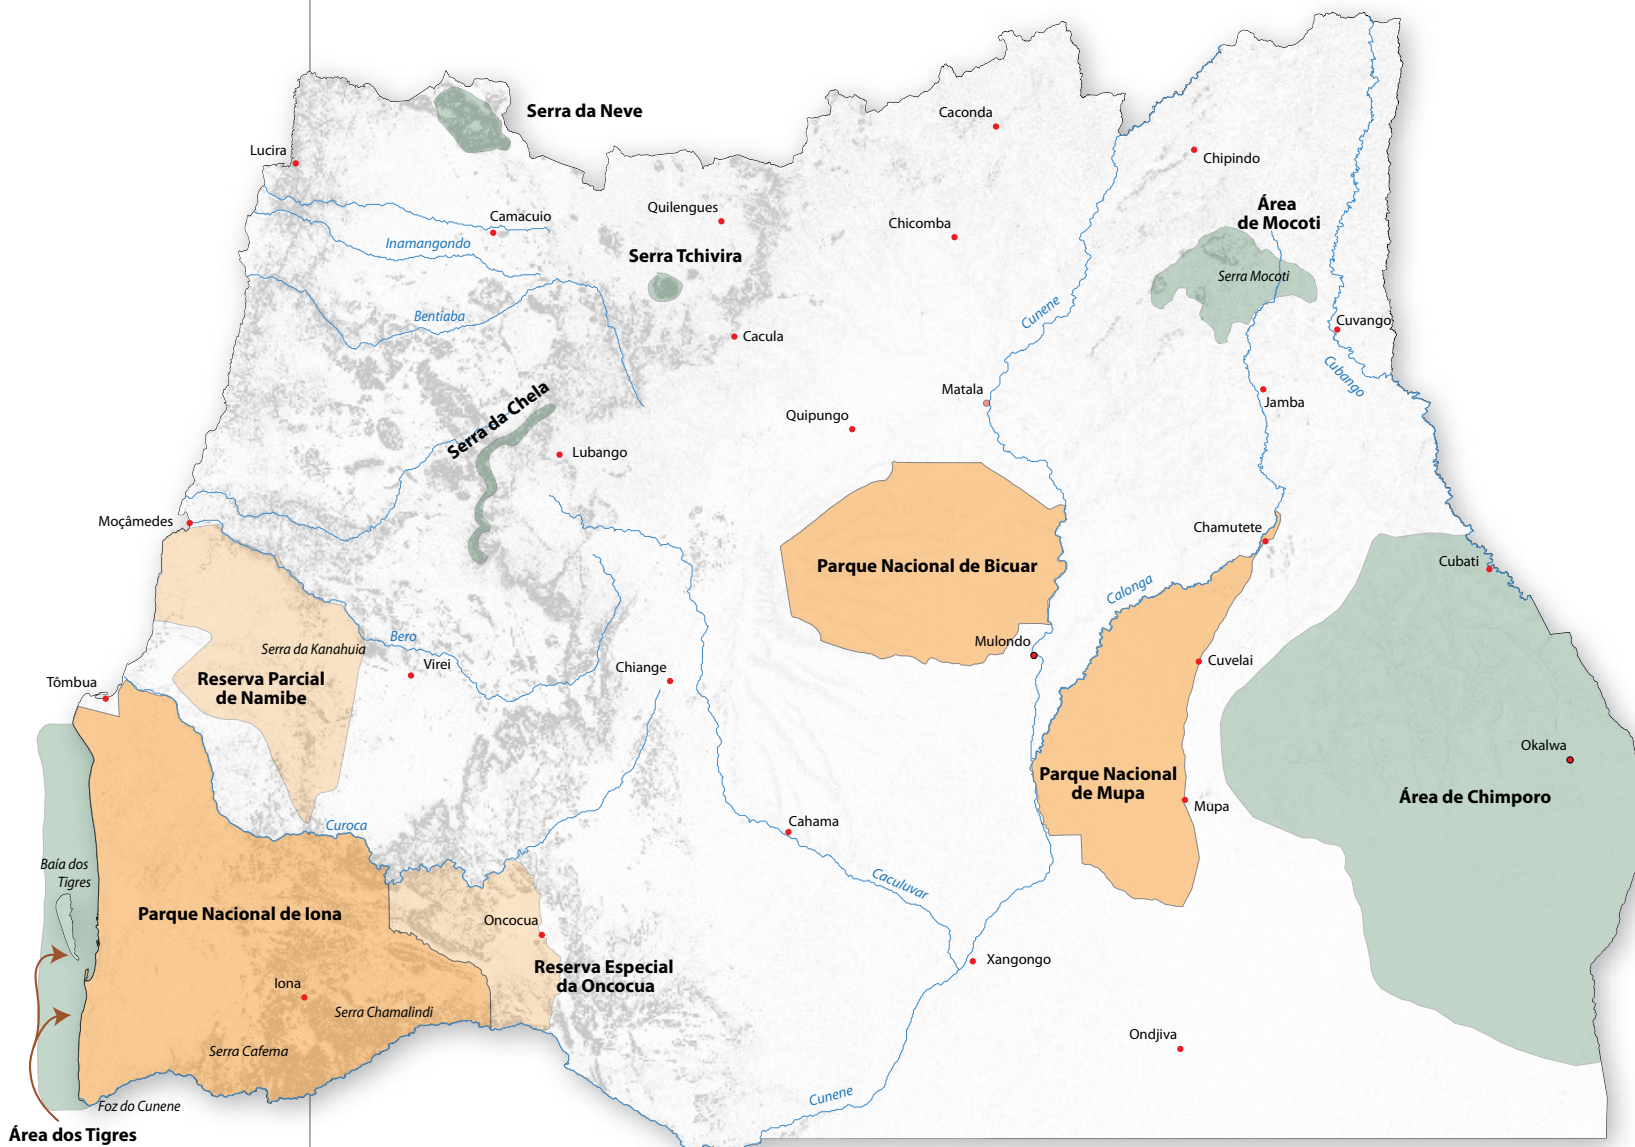 Serra da Neve
Caconda
Lucira
Chipindo
Área
de Mocoti
Camacuio
Quilengues
Chicomba
Inamangondo
Serra Tchivira
Serra Mocoti
Bentiaba
Cunene
Cuvango
Cacula
Cubango
Matala
Jamba
Quipungo
Serra da Chela
Lubango
Moçâmedes
Chamutete
Parque Nacional de Bicuar
Cubati
Calonga
Bero
Serra da Kanahuia
Mulondo
Virei
Chiange
Cuvelai
Tômbua
Reserva Parcial
de Namibe
Okalwa
Parque Nacional
de Mupa
Mupa
Área de Chimporo
Curoca
Cahama
Baía dos
Tigres
Caculuvar
Parque Nacional de Iona
Oncocua
Xangongo
Reserva Especial
da Oncocua
Iona
Serra Chamalindi
Ondjiva
Serra Cafema
Cunene
Foz do Cunene
Área dos Tigres